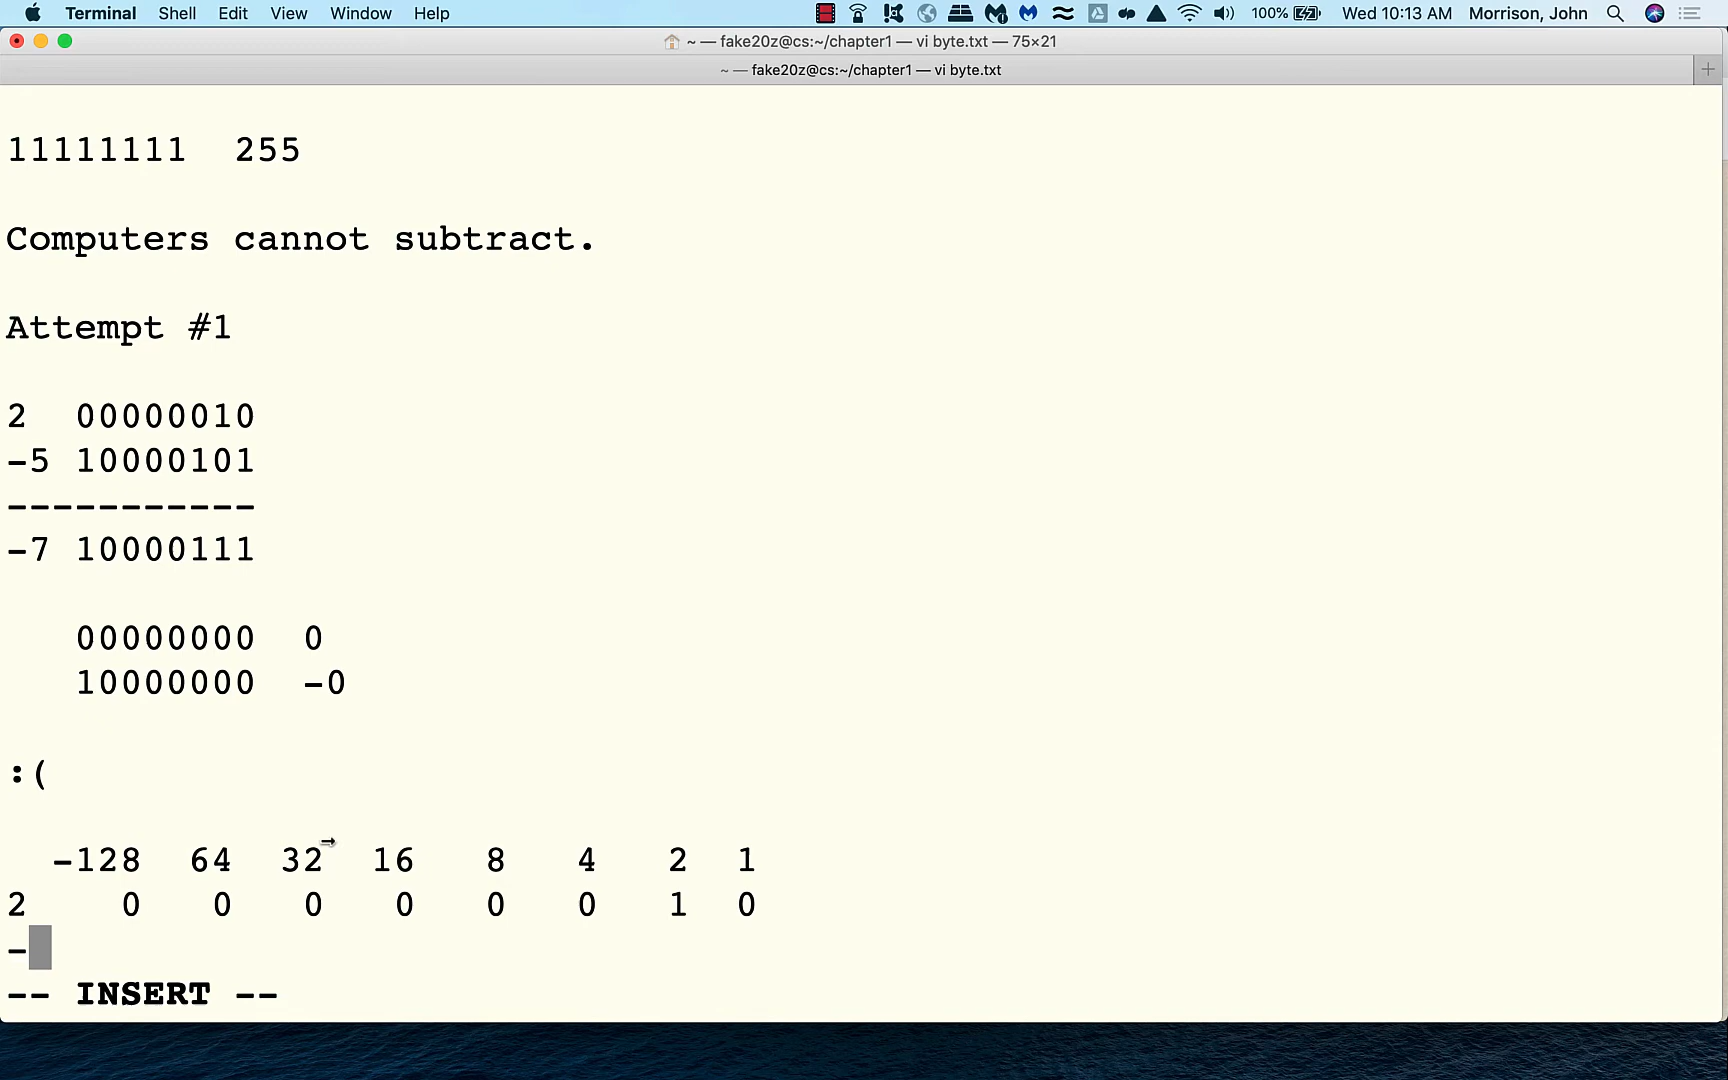 Terminal Shell Edit View Window Help 100% Wed 10:13 AM Morrison, John
~ — fake20z@cs:~/chapter1 — vi byte.txt — 75×21
~ — fake20z@cs:~/chapter1 — vi byte.txt
11111111 255
Computers cannot subtract.
Attempt #1
2 00000010
-5 10000101
-----------
-7 10000111
00000000 0
10000000 -0
:(
-128 64 32 16 8 4 2 1
2 0 0 0 0 0 0 1 0
-
-- INSERT --